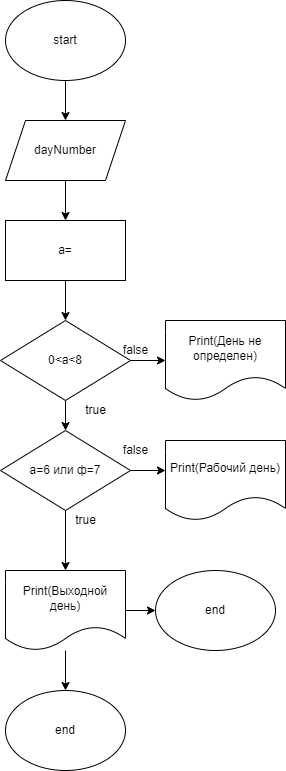 start
dayNumber
a=
0<a<8
false
Print(День не
определен)
true
a=6 или ф=7
false
Print(Рабочий день)
true
Print(Выходной
день)
end
end